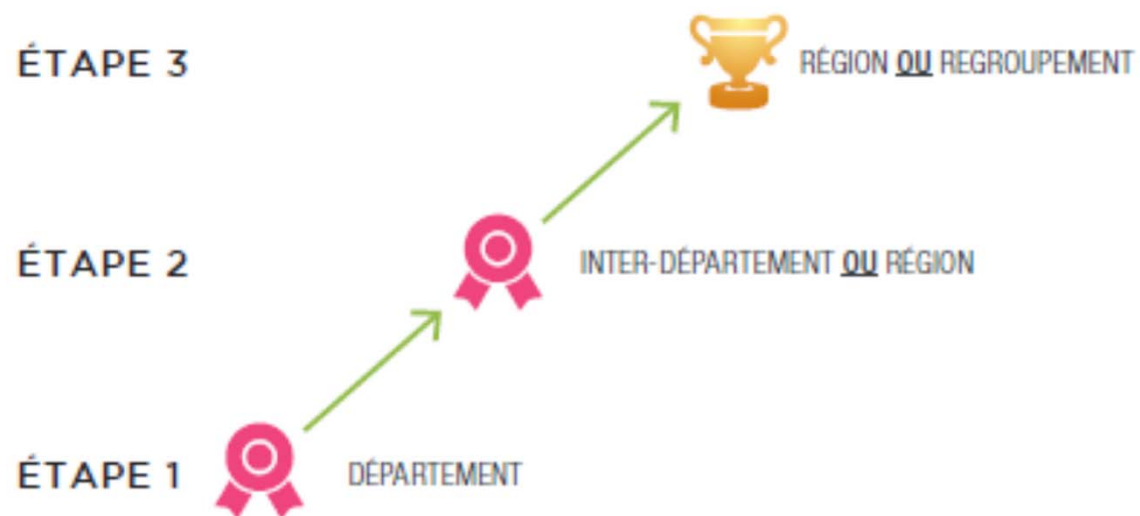 ÉTAPE 3
RÉGION OU REGROUPEMENT
ÉTAPE 2
INTER-DÉPARTEMENT OU RÉGION
ÉTAPE 1
DÉPARTEMENT